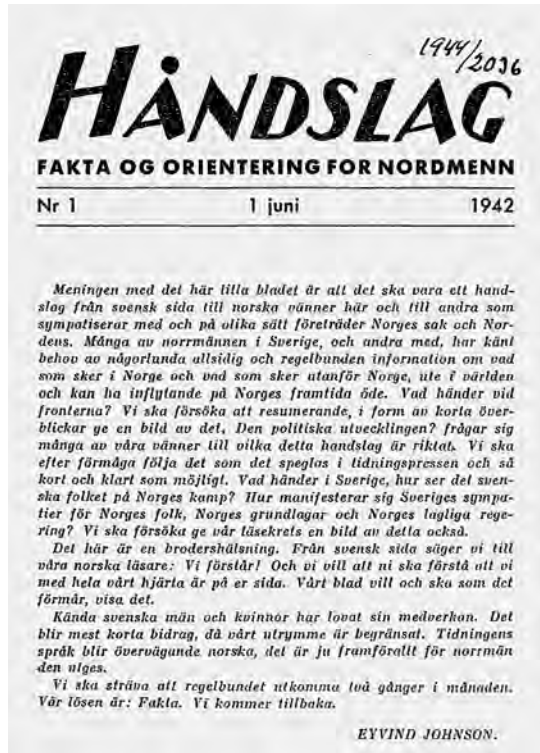 1944/2036
HÅNDSLAG
FAKTA OG ORIENTERING FOR NORDMENN
Nr 1 1 juni 1942
Meningen med det här lilla bladet är att det ska vara ett hand-
slag från svensk sida till norska vänner här och till andra som
sympatiserar med och på olika sätt företräder Norges sak och Nor-
dens. Många av norrmännen i Sverige, och andra med, har känt
behov av någorlunda allsidig och regelbunden information om vad
som sker i Norge och vad som sker utanför Norge, ute i världen
och kan ha inflytande på Norges framtida öde. Vad händer vid
fronterna? Vi ska försöka att resumerande, i form av korta över-
blickar ge en bild av det. Den politiska utvecklingen? frågar sig
många av våra vänner till vilka detta handslag är riktat. Vi ska
efter förmåga följa det som det speglas i tidningspressen och så
kort och klart som möjligt. Vad händer i Sverige, hur ser det sven-
ska folket på Norges kamp? Hur manifesterar sig Sveriges sympa-
tier för Norges folk, Norges grundlagar och Norges lagliga rege-
ring? Vi ska försöka ge vår läsekrets en bild av detta också.
Det här är en brodershälsning. Från svensk sida säger vi till
våra norska läsare: Vi förstår! Och vi vill att ni ska förstå att vi
med hela vårt hjärta är på er sida. Vårt blad vill och ska som det
förmår, visa det.
Kända svenska män och kvinnor har lovat sin medverkan. Det
blir mest korta bidrag, då vårt utrymme är begränsat. Tidningens
språk blir övervägande norska, det är ju framförallt för norrmän
den utges.
Vi ska sträva att regelbundet utkomma två gånger i månaden.
Vår lösen är: Fakta. Vi kommer tillbaka.
EYVIND JOHNSON.